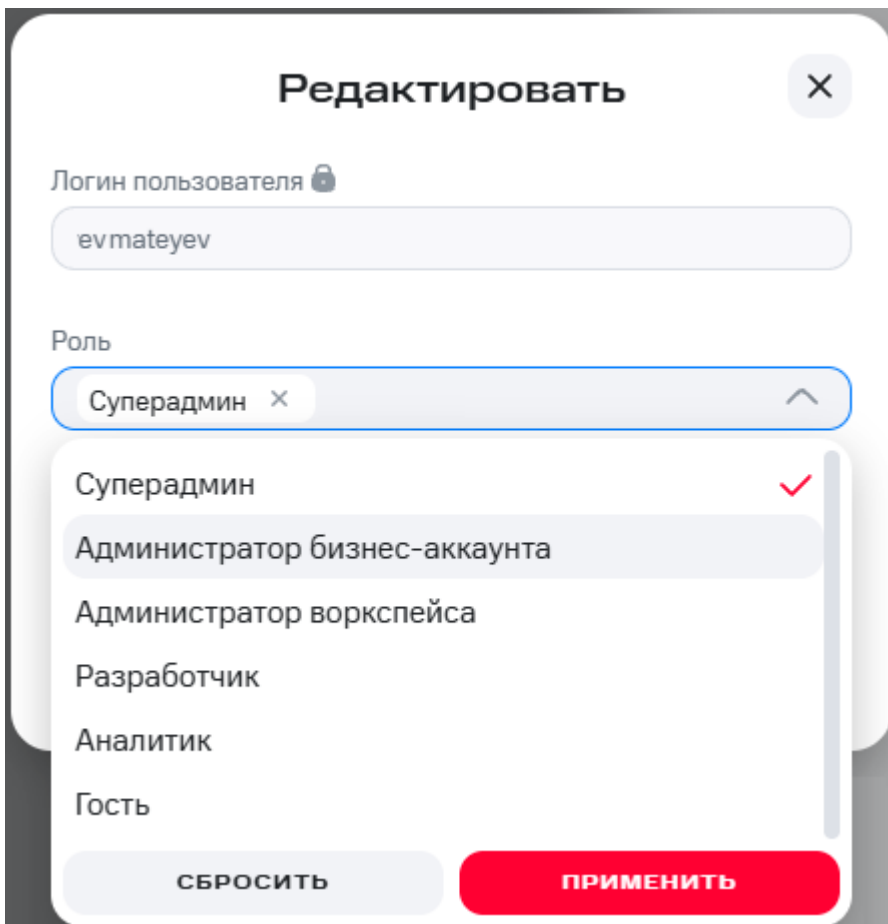 Редактировать
Логин пользователя
evmateyev
Роль
Суперадмин
Суперадмин
Администратор бизнес-аккаунта
Администратор воркспейса
Разработчик
Аналитик
Гость
СБРОСИТЬ
ПРИМЕНИТЬ